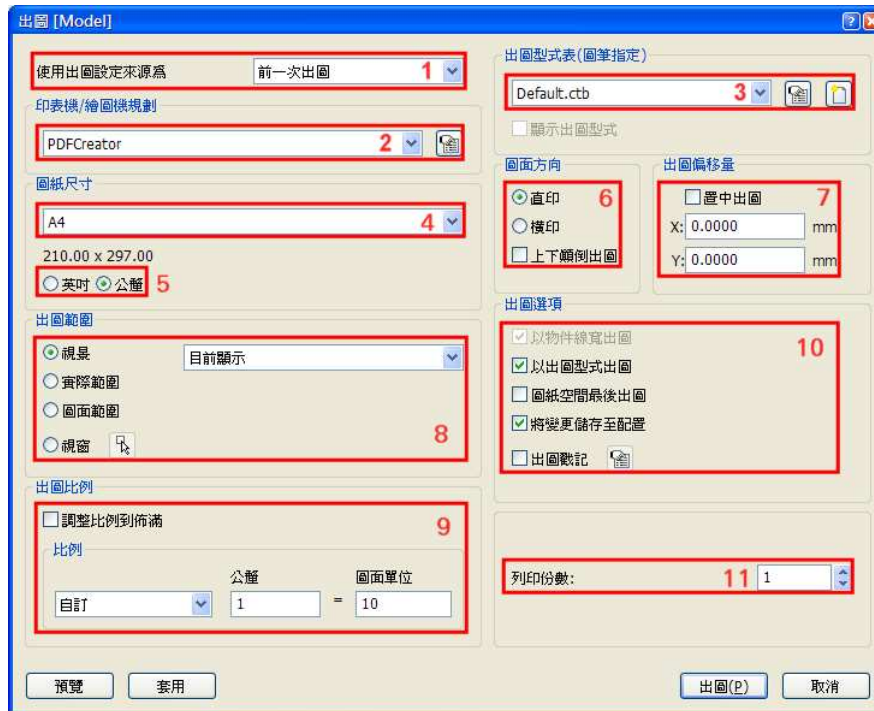 出圖 [Model]
使用出圖設定來源為 前一次出圖 1
印表機/繪圖機規劃
PDFCreator 2
圖紙尺寸
A4 4
210.00 x 297.00
英吋 公釐 5
出圖範圍
視景 目前顯示
實際範圍
圖面範圍
視窗 8
出圖比例
調整比例到佈滿 9
比例
公釐 圖面單位
自訂 1 = 10
預覽 套用
出圖型式表(圖筆指定)
Default.ctb 3
顯示出圖型式
圖面方向
直印 6
橫印
上下顛倒出圖
出圖偏移量
置中出圖 7
X: 0.0000 mm
Y: 0.0000 mm
出圖選項
以物件線寬出圖 10
以出圖型式出圖
圖紙空間最後出圖
將變更儲存至配置
出圖戳記
列印份數: 11 1
出圖(P) 取消